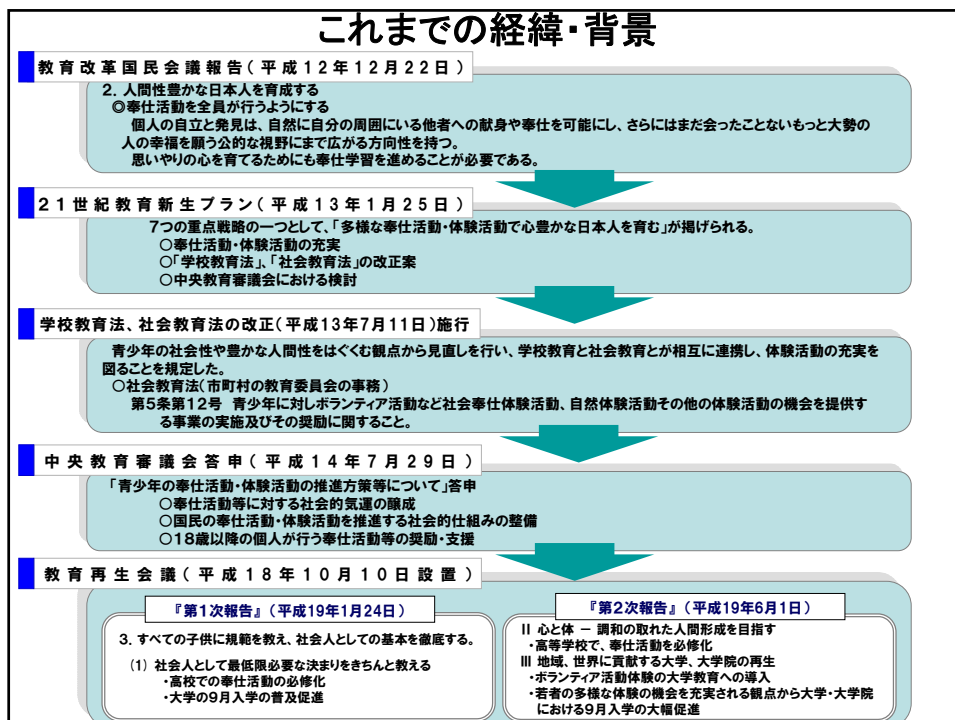 これまでの経緯・背景
教育改革国民会議報告(平成12年12月22日)
2．人間性豊かな日本人を育成する
◎奉仕活動を全員が行うようにする
個人の自立と発見は、自然に自分の周囲にいる他者への献身や奉仕を可能にし、さらにはまだ会ったことないもっと大勢の
人の幸福を願う公的な視野にまで広がる方向性を持つ。
思いやりの心を育てるためにも奉仕学習を進めることが必要である。
21世紀教育新生プラン(平成13年1月25日)
7つの重点戦略の一つとして、「多様な奉仕活動・体験活動で心豊かな日本人を育む」が掲げられる。
○奉仕活動・体験活動の充実
○「学校教育法」、「社会教育法」の改正案
○中央教育審議会における検討
学校教育法、社会教育法の改正(平成13年7月11日)施行
青少年の社会性や豊かな人間性をはぐくむ観点から見直しを行い、学校教育と社会教育とが相互に連携し、体験活動の充実を
図ることを規定した。
○社会教育法(市町村の教育委員会の事務)
第5条第12号　青少年に対しボランティア活動など社会奉仕体験活動、自然体験活動その他の体験活動の機会を提供す
る事業の実施及びその奨励に関すること。
中央教育審議会答申(平成14年7月29日)
「青少年の奉仕活動・体験活動の推進方策等について」答申
○奉仕活動等に対する社会的気運の醸成
○国民の奉仕活動・体験活動を推進する社会的仕組みの整備
○18歳以降の個人が行う奉仕活動等の奨励・支援
教育再生会議(平成18年10月10日設置)
『第1次報告』(平成19年1月24日)
3．すべての子供に規範を教え、社会人としての基本を徹底する。
(1) 社会人として最低限必要な決まりをきちんと教える
・高校での奉仕活動の必修化
・大学の9月入学の普及促進
『第2次報告』(平成19年6月1日)
Ⅱ 心と体 － 調和の取れた人間形成を目指す
・高等学校で、奉仕活動を必修化
Ⅲ 地域、世界に貢献する大学、大学院の再生
・ボランティア活動体験の大学教育への導入
・若者の多様な体験の機会を充実される観点から大学・大学院
における9月入学の大幅促進